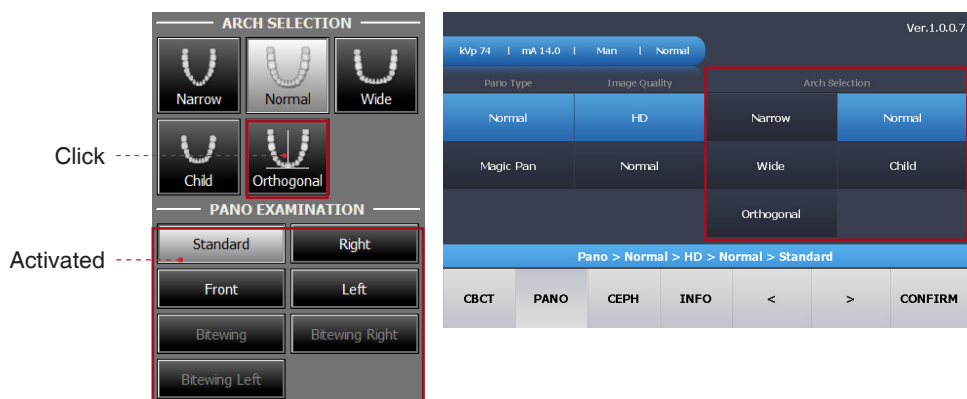 ARCH SELECTION
Narrow
Normal
Wide
Child
Orthogonal
Click
PANO EXAMINATION
Standard
Right
Activated
Front
Left
Bitewing
Bitewing Right
Bitewing Left
Ver.1.0.0.7
kVp 74 | mA 14.0 | Man | Normal
Pano Type
Image Quality
Arch Selection
Normal
HD
Narrow
Normal
Magic Pan
Normal
Wide
Child
Orthogonal
Pano > Normal > HD > Normal > Standard
CBCT
PANO
CEPH
INFO
<
>
CONFIRM